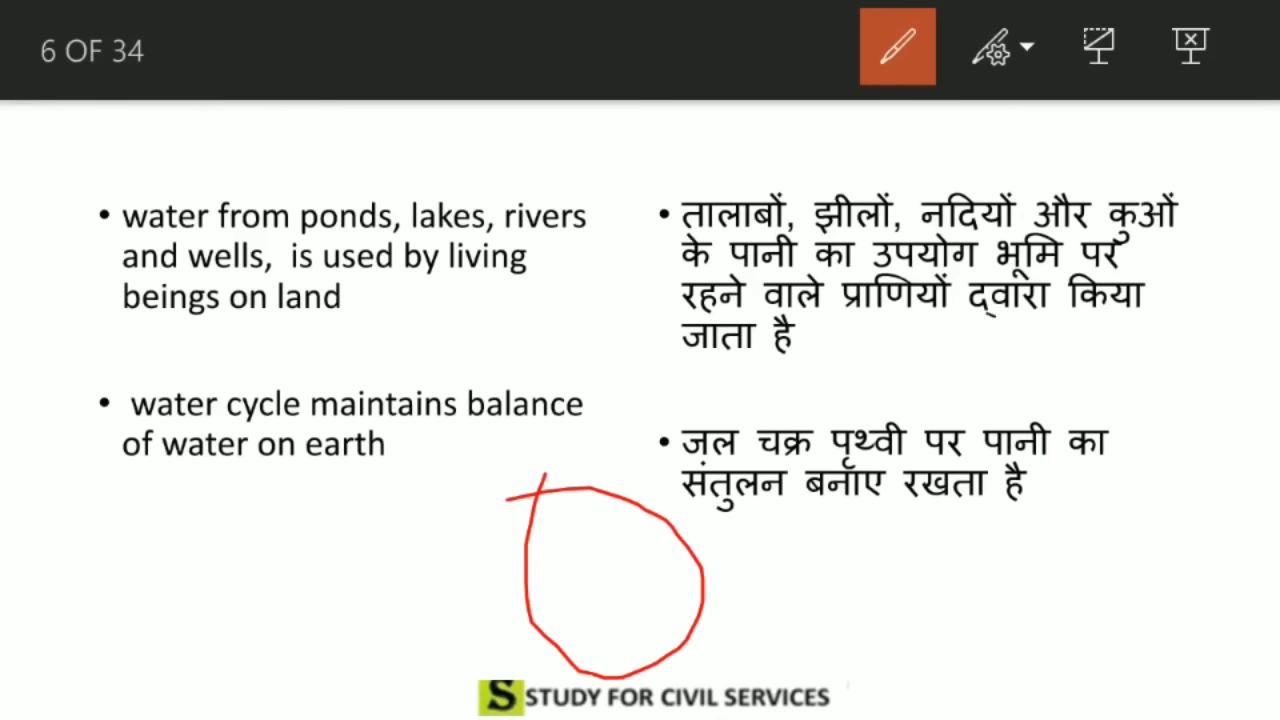 6 OF 34
• water from ponds, lakes, rivers
and wells,  is used by living
beings on land
•  water cycle maintains balance
of water on earth
• तालाबों, झीलों, नदियों और कुओं
के पानी का उपयोग भूमि पर
रहने वाले प्राणियों द्वारा किया
जाता है
• जल चक्र पृथ्वी पर पानी का
संतुलन बनाए रखता है
S STUDY FOR CIVIL SERVICES